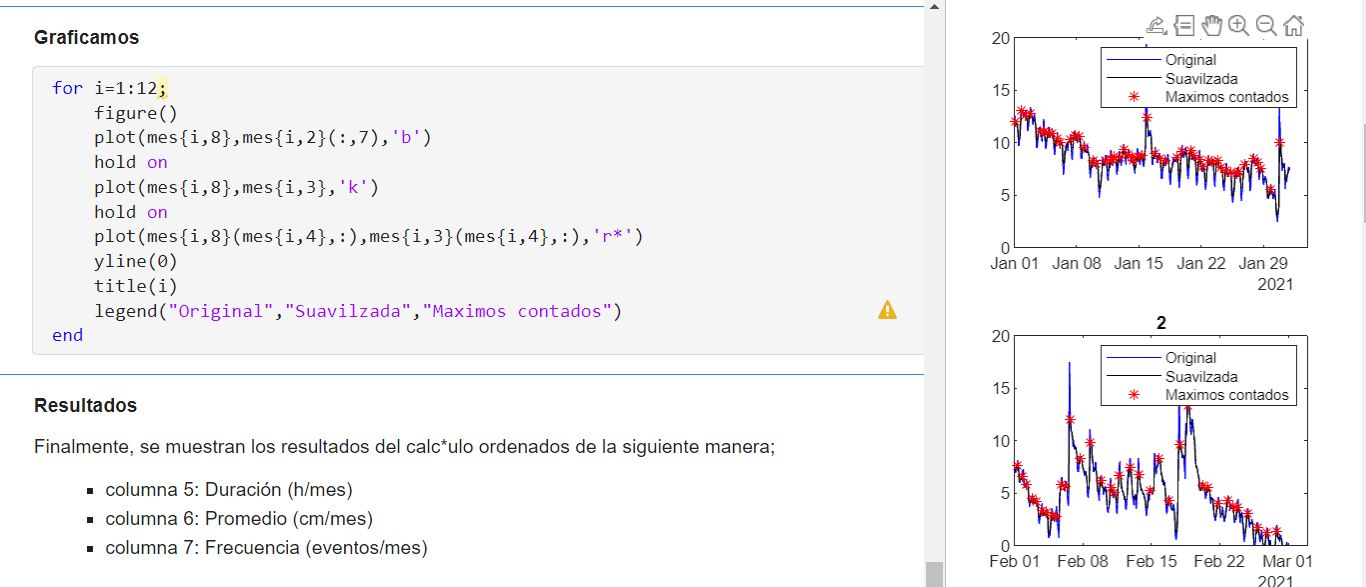 Graficamos
for i=1:12;
figure()
plot(mes{i,8},mes{i,2}(:,7),'b')
hold on
plot(mes{i,8},mes{i,3},'k')
hold on
plot(mes{i,8}(mes{i,4},:),mes{i,3}(mes{i,4},:),'r*')
yline(0)
title(i)
legend("Original","Suavilzada","Maximos contados")
end
Resultados
Finalmente, se muestran los resultados del calc*ulo ordenados de la siguiente manera;
columna 5: Duración (h/mes)
columna 6: Promedio (cm/mes)
columna 7: Frecuencia (eventos/mes)
20
15
10
5
0
Original
Suavilzada
Maximos contados
Jan 01 Jan 08 Jan 15 Jan 22 Jan 29
2021
2
20
15
10
5
0
Original
Suavilzada
Maximos contados
Feb 01 Feb 08 Feb 15 Feb 22 Mar 01
2021